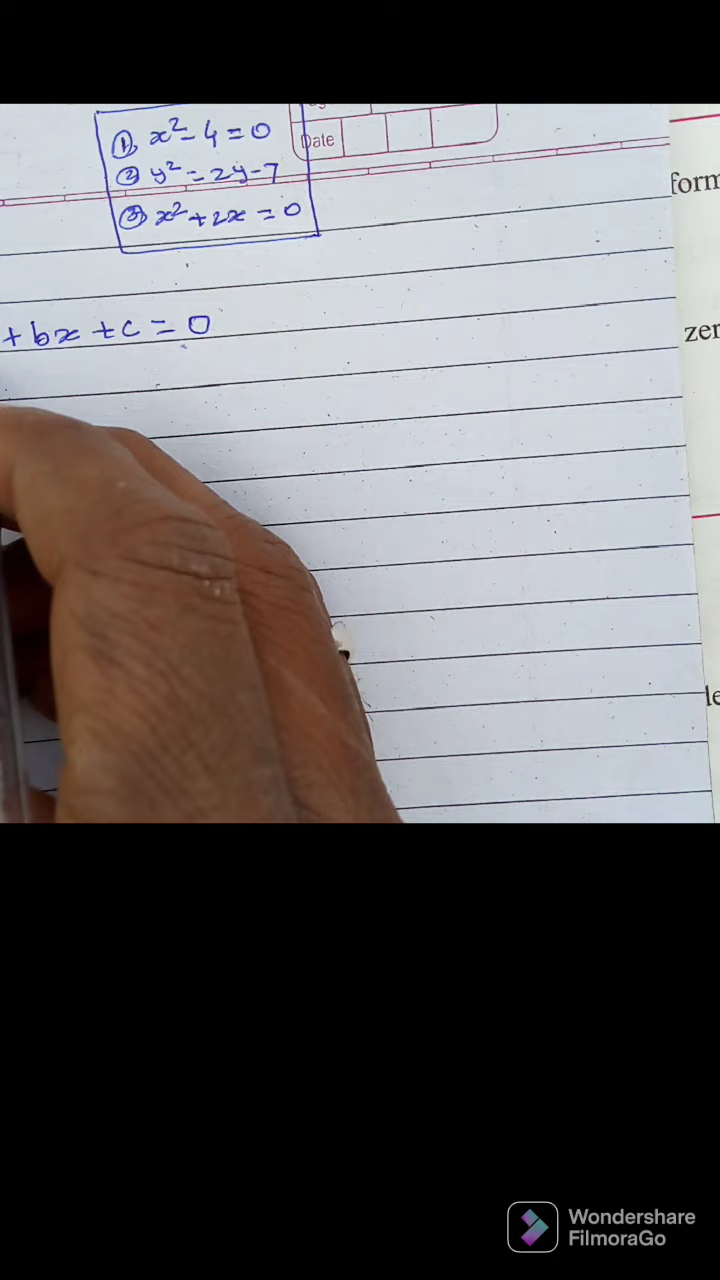 ① x² - 4 = 0
Date
② y² = 2y - 7
③ x² + 2x = 0
form
+ bx + c = 0
zer
le
Wondershare
FilmoraGo